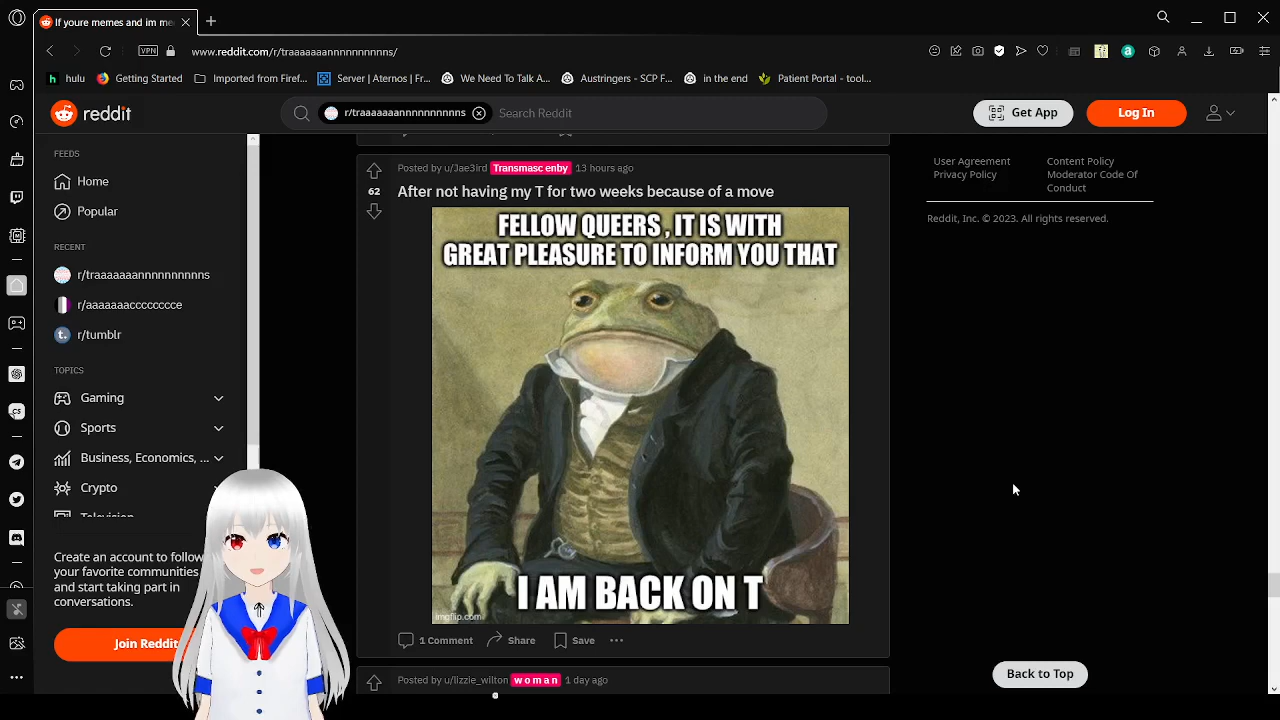 If youre memes and im me
VPN
www.reddit.com/r/traaaaaaannnnnnnnnns/
h hulu
Getting Started
Imported from Firef...
Server | Aternos | Fr...
We Need To Talk A...
Austringers - SCP F...
in the end
Patient Portal - tool...
reddit
r/traaaaaaannnnnnnnnns
Search Reddit
Get App
Log In
FEEDS
Home
Popular
RECENT
r/traaaaaaannnnnnnnnns
r/aaaaaaacccccccce
t. r/tumblr
TOPICS
Gaming
Sports
Business, Economics, ...
Crypto
Television
Create an account to follow
your favorite communities
and start taking part in
conversations.
Join Reddit
Posted by u/Jae3ird Transmasc enby 13 hours ago
62
After not having my T for two weeks because of a move
FELLOW QUEERS , IT IS WITH
GREAT PLEASURE TO INFORM YOU THAT
I AM BACK ON T
imgflip.com
1 Comment
Share
Save
Posted by u/lizzie_wilton w o m a n 1 day ago
User Agreement
Privacy Policy
Content Policy
Moderator Code Of
Conduct
Reddit, Inc. © 2023. All rights reserved.
Back to Top